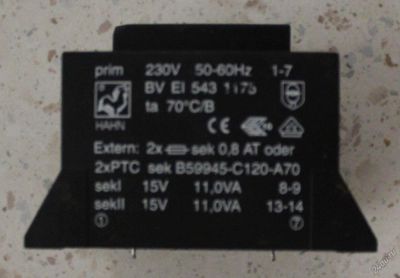 prim 230V 50-60Hz 1-7
BV EI 543 1173
ta 70°C/B
HAHN
CE
Extern: 2x sek 0,8 AT oder
2xPTC sek B59945-C120-A70
sekI 15V 11,0VA 8-9
sekII 15V 11,0VA 13-14
1 7